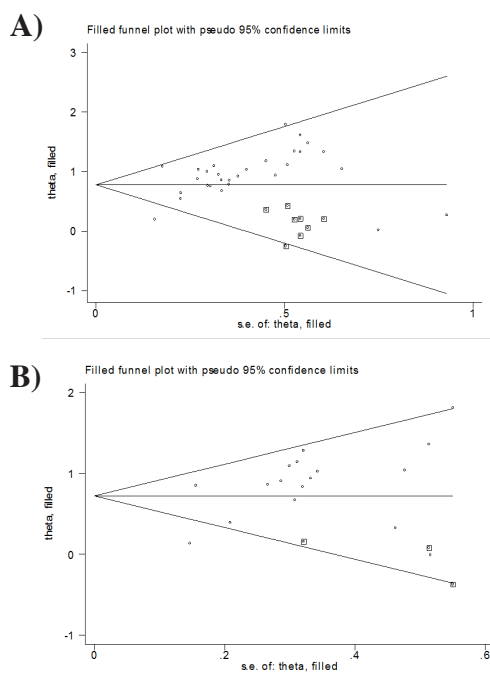 A)
Filled funnel plot with pseudo 95% confidence limits
theta, filled
3
2
1
0
-1
0
.5
1
s.e. of: theta, filled
B)
Filled funnel plot with pseudo 95% confidence limits
theta, filled
2
1
0
-1
0
.2
.4
.6
s.e. of: theta, filled